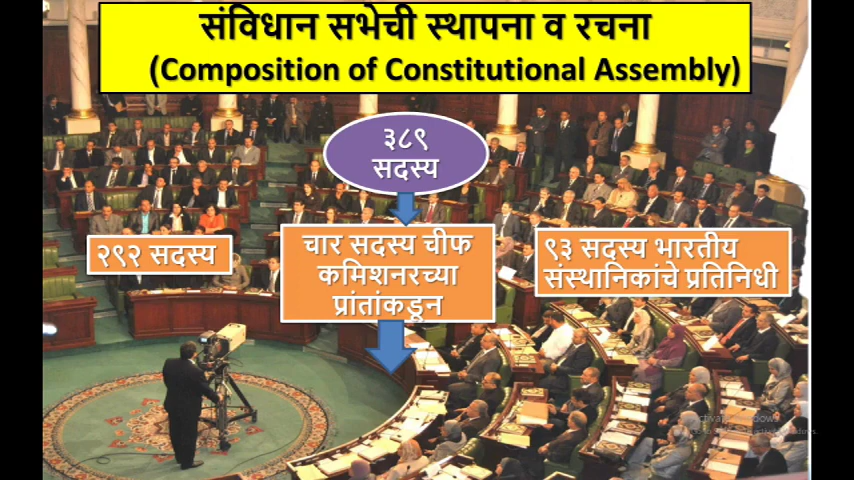 संविधान सभेची स्थापना व रचना
(Composition of Constitutional Assembly)
३८९
सदस्य
२९२ सदस्य
चार सदस्य चीफ
कमिशनरच्या
प्रांतांकडून
९३ सदस्य भारतीय
संस्थानिकांचे प्रतिनिधी